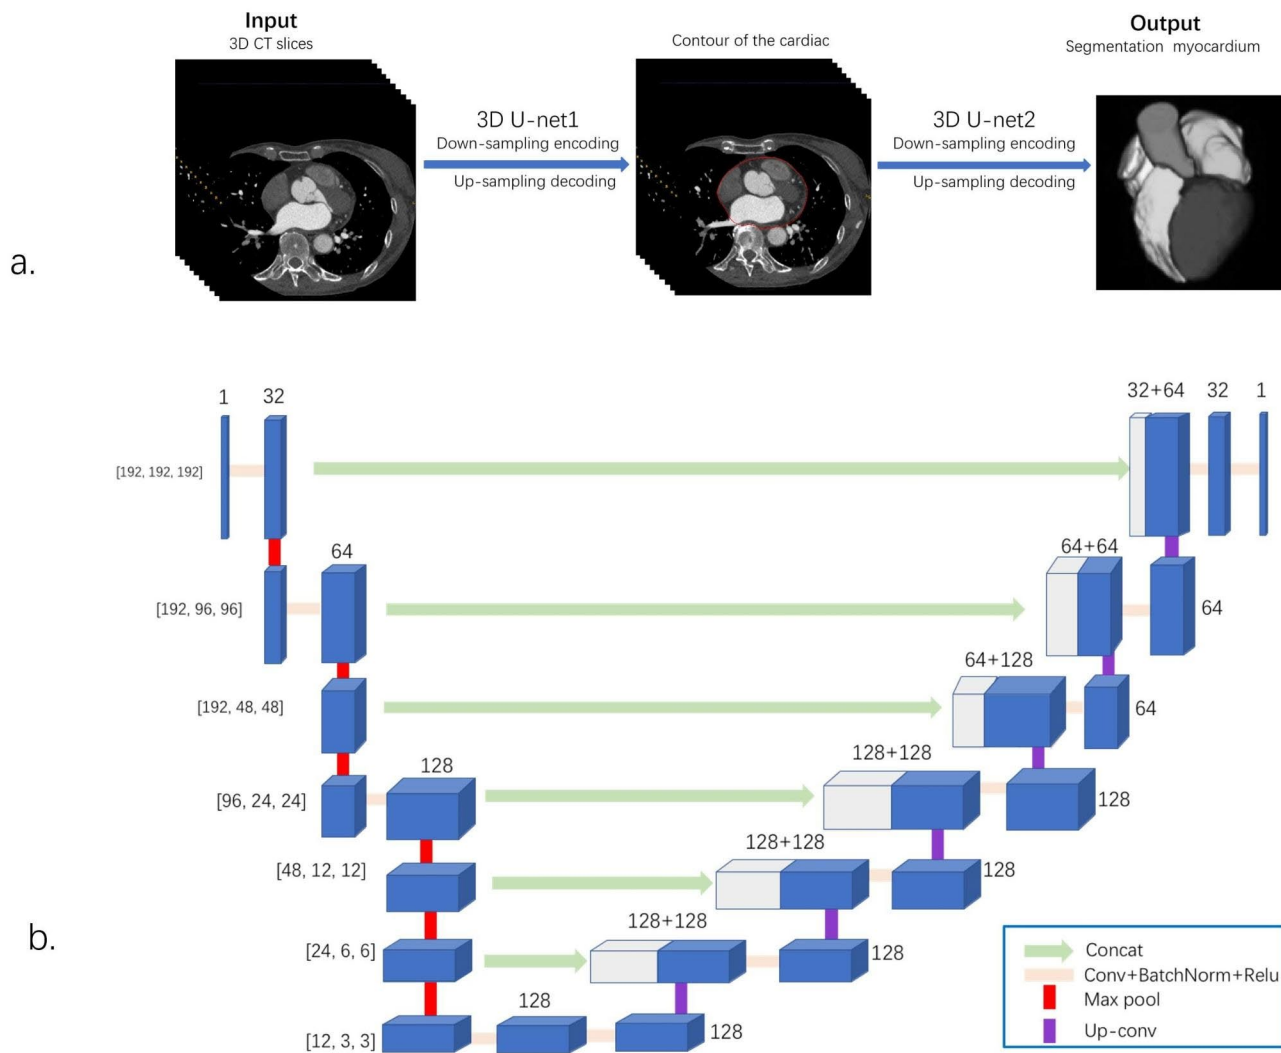 Input
3D CT slices
Contour of the cardiac
Output
Segmentation myocardium
3D U-net1
Down-sampling encoding
Up-sampling decoding
3D U-net2
Down-sampling encoding
Up-sampling decoding
a.
1
32
32+64
32
1
[192, 192, 192]
64
64+64
[192, 96, 96]
64
64+128
[192, 48, 48]
64
128+128
128
[96, 24, 24]
128
128+128
[48, 12, 12]
128
128+128
b.
[24, 6, 6]
128
128
[12, 3, 3]
128
Concat
Conv+BatchNorm+Relu
Max pool
Up-conv